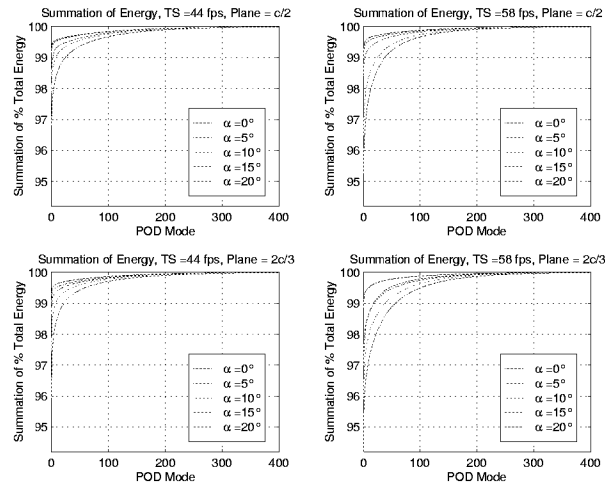 Summation of Energy, TS =44 fps, Plane = c/2
Summation of % Total Energy
100
99
98
97
96
95
0
100
200
300
400
POD Mode
α =0°
α =5°
α =10°
α =15°
α =20°
Summation of Energy, TS =58 fps, Plane = c/2
Summation of % Total Energy
100
99
98
97
96
95
0
100
200
300
400
POD Mode
α =0°
α =5°
α =10°
α =15°
α =20°
Summation of Energy, TS =44 fps, Plane = 2c/3
Summation of % Total Energy
100
99
98
97
96
95
0
100
200
300
400
POD Mode
α =0°
α =5°
α =10°
α =15°
α =20°
Summation of Energy, TS =58 fps, Plane = 2c/3
Summation of % Total Energy
100
99
98
97
96
95
0
100
200
300
400
POD Mode
α =0°
α =5°
α =10°
α =15°
α =20°